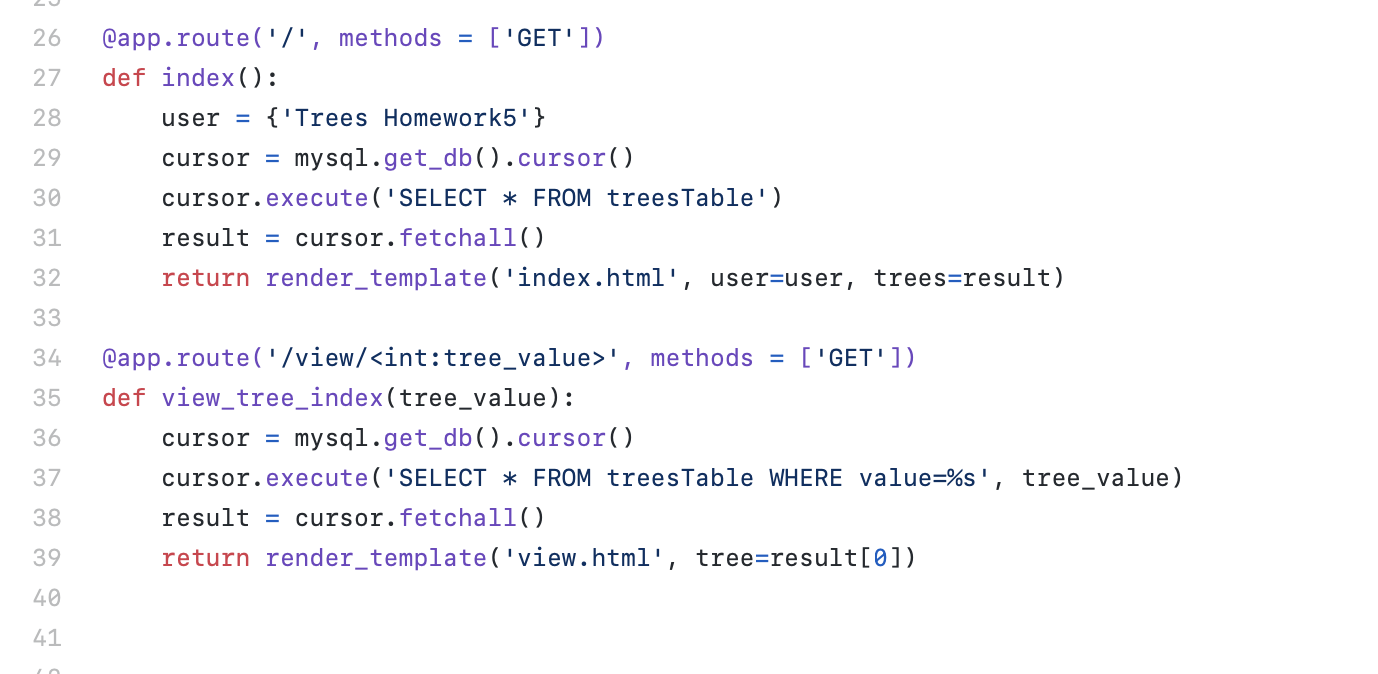 26 @app.route('/', methods = ['GET'])
27 def index():
28     user = {'Trees Homework5'}
29     cursor = mysql.get_db().cursor()
30     cursor.execute('SELECT * FROM treesTable')
31     result = cursor.fetchall()
32     return render_template('index.html', user=user, trees=result)
33
34 @app.route('/view/<int:tree_value>', methods = ['GET'])
35 def view_tree_index(tree_value):
36     cursor = mysql.get_db().cursor()
37     cursor.execute('SELECT * FROM treesTable WHERE value=%s', tree_value)
38     result = cursor.fetchall()
39     return render_template('view.html', tree=result[0])
40
41